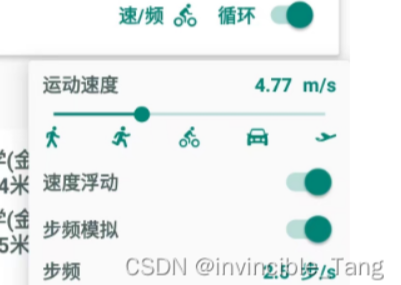 速/频 循环
运动速度 4.77 m/s
学(金
4米
速度浮动
学(金
5米
步频模拟
步频 2.5 步/s
CSDN @invincible_Tang